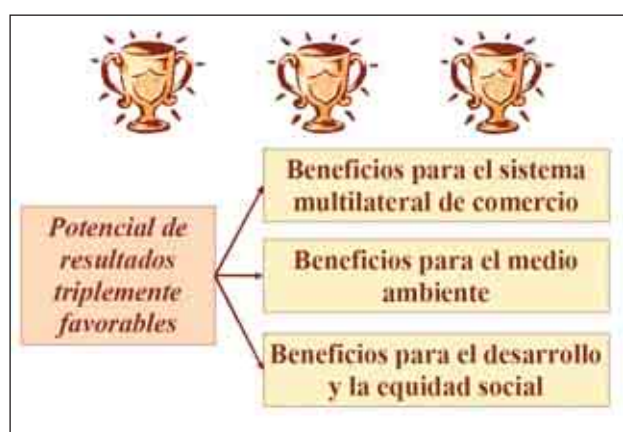 Potencial de
resultados
triplemente
favorables
Beneficios para el sistema
multilateral de comercio
Beneficios para el medio
ambiente
Beneficios para el desarrollo
y la equidad social